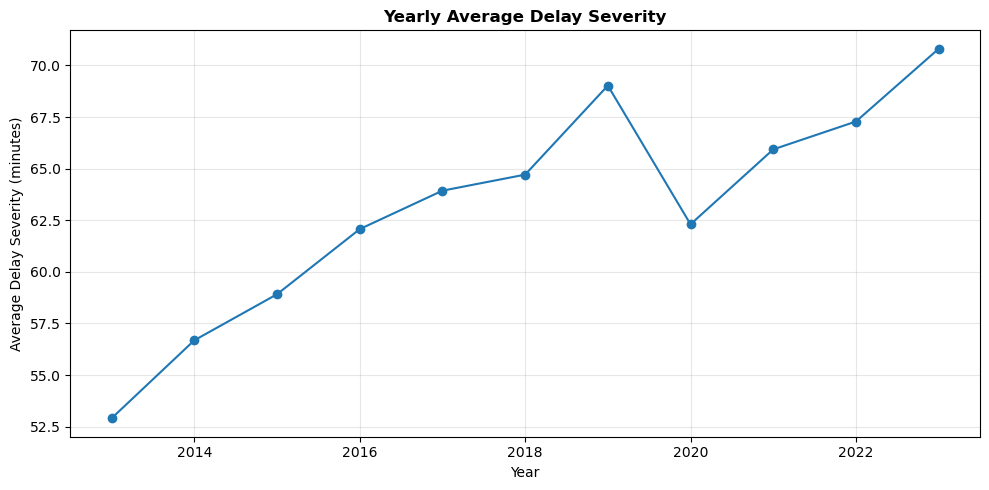 Yearly Average Delay Severity
Average Delay Severity (minutes)
70.0
67.5
65.0
62.5
60.0
57.5
55.0
52.5
2014 2016 2018 2020 2022
Year